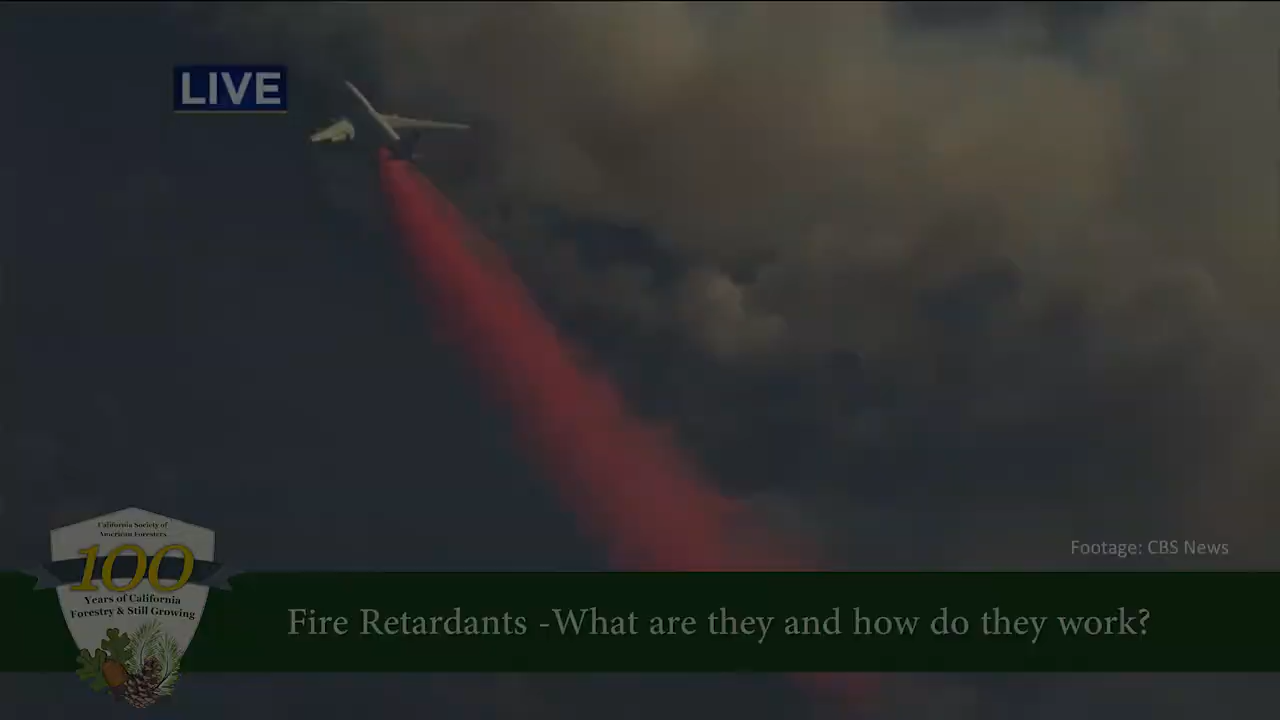 LIVE
California Society of
American Foresters
100
Years of California
Forestry & Still Growing
Footage: CBS News
Fire Retardants -What are they and how do they work?